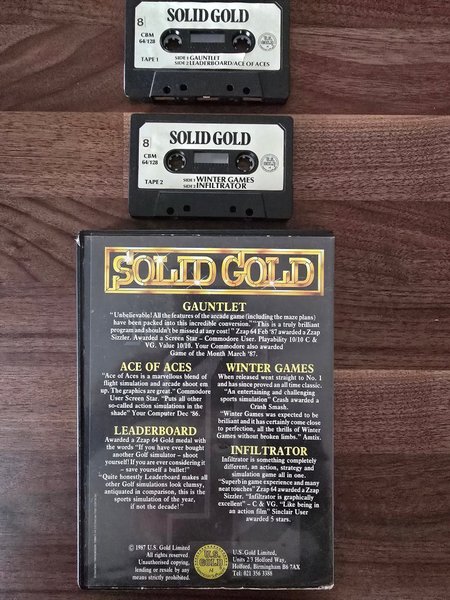 SOLID GOLD
8
CBM
64/128
TAPE 1
SIDE 1 GAUNTLET
SIDE 2 LEADERBOARD/ACE OF ACES
U.S.
GOLD
SOLID GOLD
8
CBM
64/128
TAPE 2
SIDE 1 WINTER GAMES
SIDE 2 INFILTRATOR
SOLID GOLD
GAUNTLET
"Unbelievable! All the features of the arcade game (including the maze plans)
have been packed into this incredible conversion." "This is a truly brilliant
program and shouldn't be missed at any cost!" Zzap 64 Feb '87 awarded a Zzap
Sizzler. Awarded a Screen Star – Commodore User. Playability 10/10 C &
VG. Value 10/10. Your Commodore also awarded
Game of the Month March '87.
ACE OF ACES
"Ace of Aces is a marvellous blend of
flight simulation and arcade shoot em
up. The graphics are great." Commodore
User Screen Star. "Puts all other
so-called action simulations in the
shade" Your Computer Dec '86.
LEADERBOARD
Awarded a Zzap 64 Gold medal with
the words "If you have ever bought
another Golf simulator – shoot
yourself! If you are ever considering it
– save yourself a bullet!"
"Quite honestly Leaderboard makes all
other Golf simulations look clumsy,
antiquated in comparison, this is the
sports simulation of the year,
if not the decade!"
WINTER GAMES
When released went straight to No. 1
and has since proved an all time classic.
"An entertaining and challenging
sports simulation" Crash awarded a
Crash Smash.
"Winter Games was expected to be
brilliant and it has certainly come close
to perfection, all the thrills of Winter
Games without broken limbs." Amtix.
INFILTRATOR
Infiltrator is something completely
different, an action, strategy and
simulation game all in one.
"Superb in game experience and many
neat touches" Zzap 64 awarded a Zzap
Sizzler. "Infiltrator is graphically
excellent" – C & VG. "Like being in
an action film" Sinclair User
awarded 5 stars.
© 1987 U.S. Gold Limited
All rights reserved.
Unauthorised copying,
lending or resale by any
means strictly prohibited.
U.S.
GOLD
U.S. Gold Limited,
Units 2/3 Holford Way,
Holford, Birmingham B6 7AX
Tel: 021 356 3388